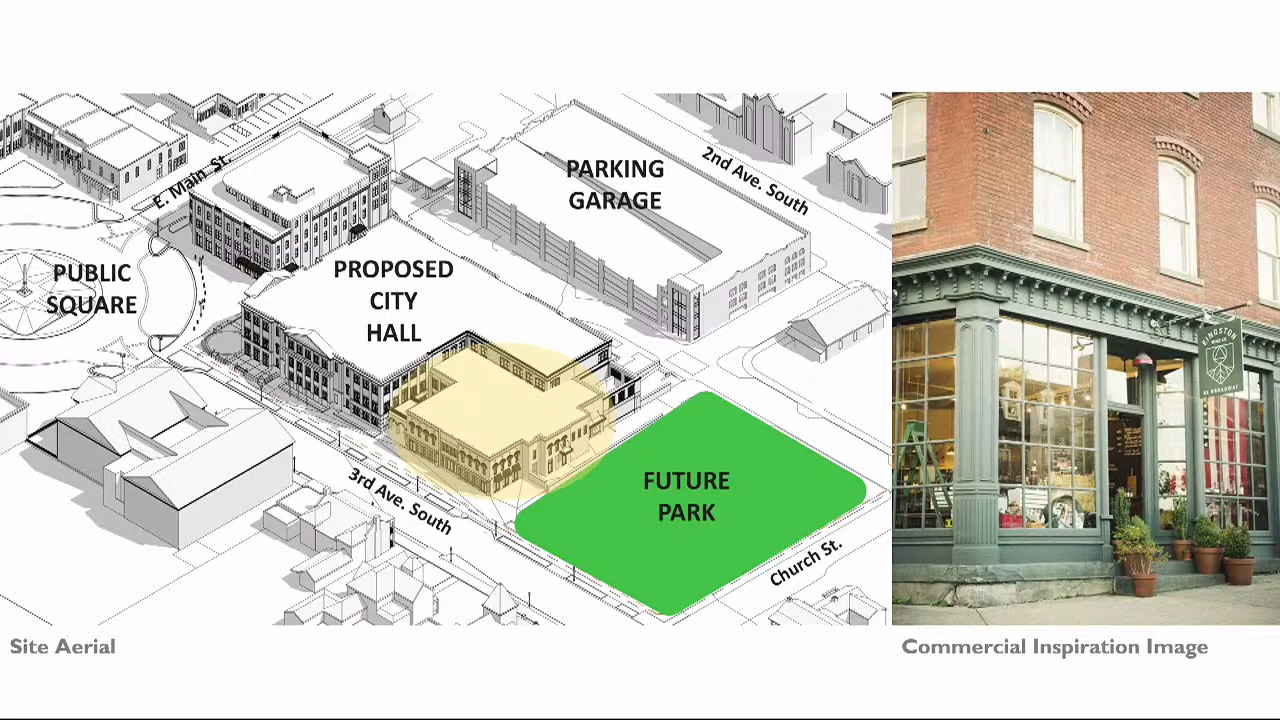 E. Main St.
PARKING
GARAGE
2nd Ave. South
PUBLIC
SQUARE
PROPOSED
CITY
HALL
3rd Ave. South
FUTURE
PARK
Church St.
KINGSTON
Site Aerial
Commercial Inspiration Image